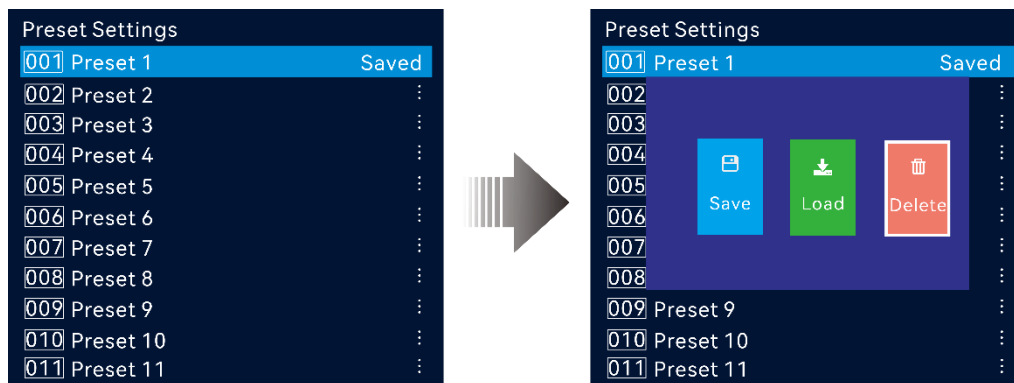 Preset Settings
001 Preset 1 Saved
002 Preset 2
003 Preset 3
004 Preset 4
005 Preset 5
006 Preset 6
007 Preset 7
008 Preset 8
009 Preset 9
010 Preset 10
011 Preset 11
Preset Settings
001 Preset 1 Saved
002
003
004
005
006
007
008
Save Load Delete
009 Preset 9
010 Preset 10
011 Preset 11